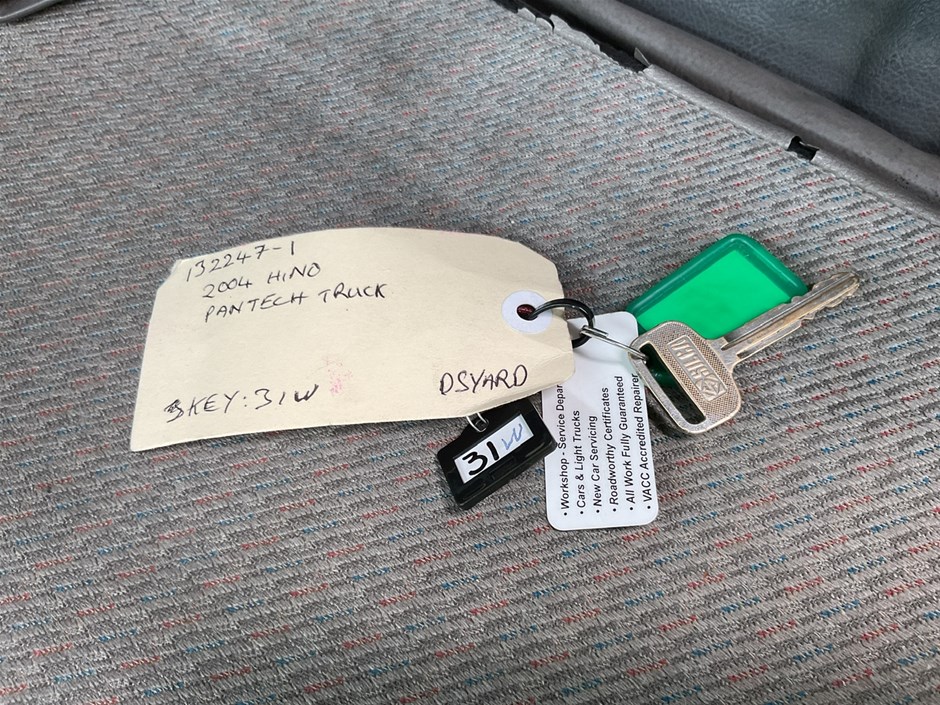 132247-1
2004 HINO
PANTECH TRUCK
KEY: 31W
DSYARD
31W
• Workshop - Service
• Cars & Light Trucks
• New Car Servicing
• Roadworthy Certificates
• All Work Fully Guaranteed
• VACC Accredited Repairer